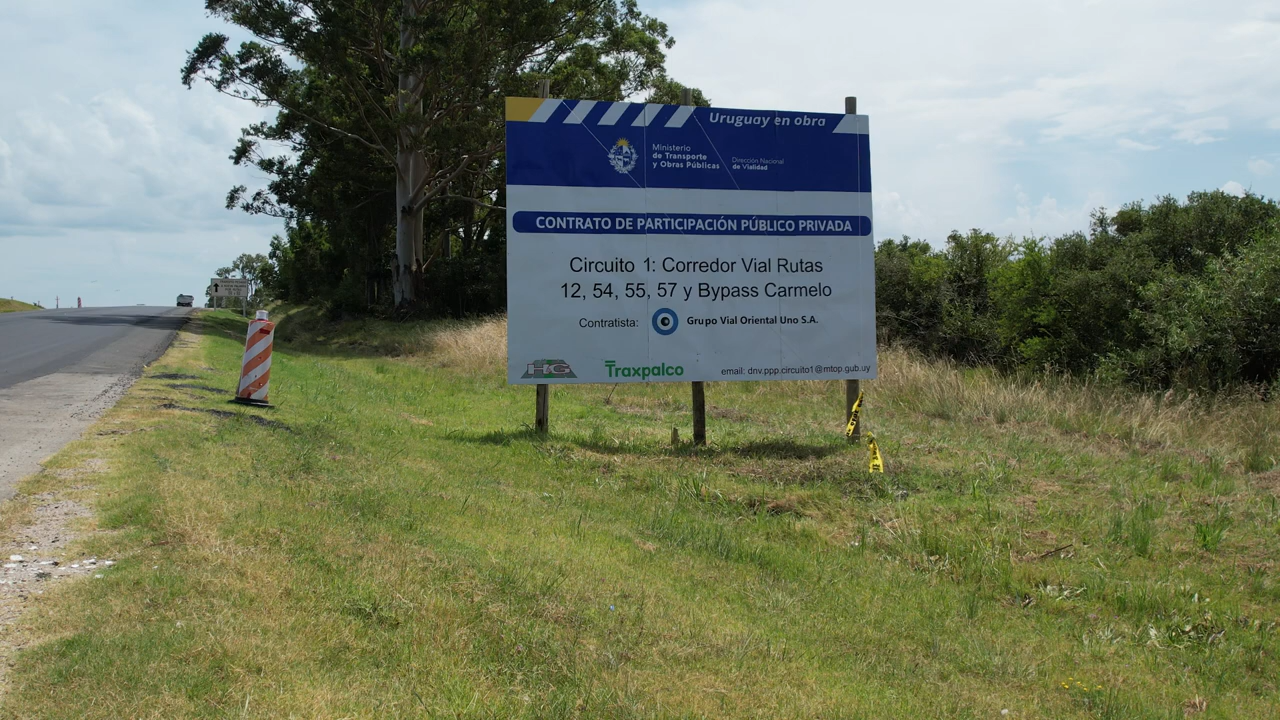 Uruguay en obra
Ministerio
de Transporte
y Obras Públicas
Dirección Nacional
de Vialidad
CONTRATO DE PARTICIPACIÓN PÚBLICO PRIVADA
Circuito 1: Corredor Vial Rutas
12, 54, 55, 57 y Bypass Carmelo
Contratista:
Grupo Vial Oriental Uno S.A.
HG
Traxpalco
email: dnv.ppp.circuito1@mtop.gub.uy